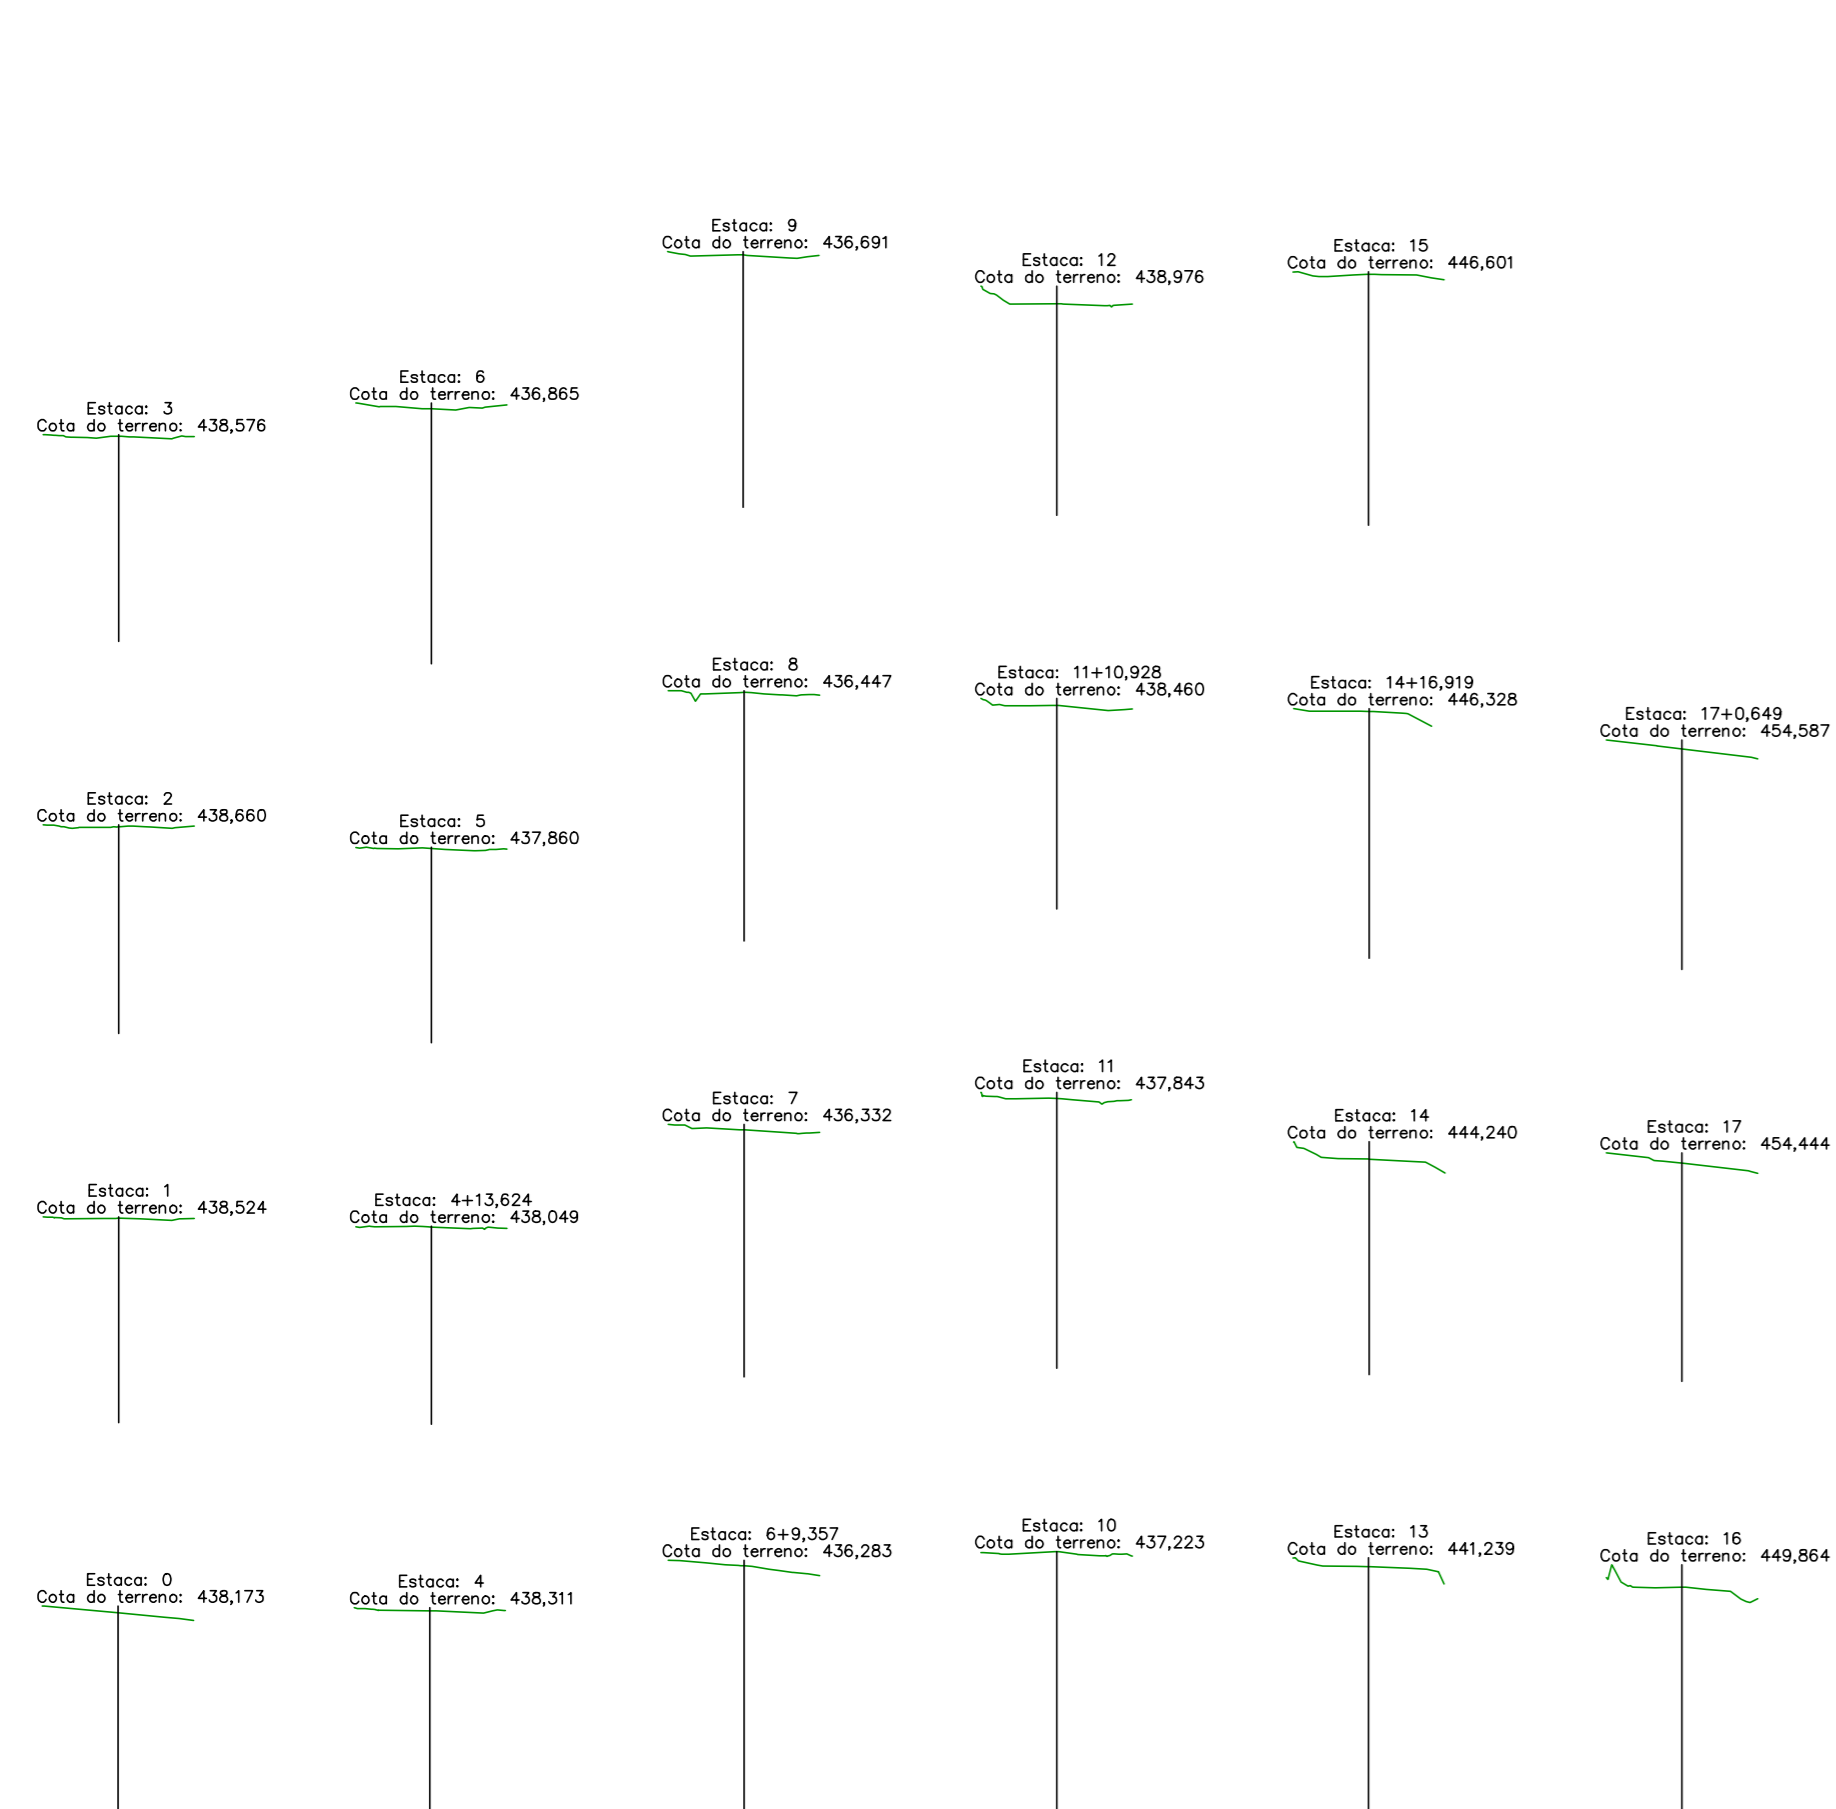 Estaca: 9
Cota do terreno: 436,691
Estaca: 15
Cota do terreno: 446,601
Estaca: 12
Cota do terreno: 438,976
Estaca: 6
Cota do terreno: 436,865
Estaca: 3
Cota do terreno: 438,576
Estaca: 8
Cota do terreno: 436,447
Estaca: 11+10,928
Cota do terreno: 438,460
Estaca: 14+16,919
Cota do terreno: 446,328
Estaca: 17+0,649
Cota do terreno: 454,587
Estaca: 2
Cota do terreno: 438,660
Estaca: 5
Cota do terreno: 437,860
Estaca: 11
Cota do terreno: 437,843
Estaca: 7
Cota do terreno: 436,332
Estaca: 14
Cota do terreno: 444,240
Estaca: 17
Cota do terreno: 454,444
Estaca: 1
Cota do terreno: 438,524
Estaca: 4+13,624
Cota do terreno: 438,049
Estaca: 10
Cota do terreno: 437,223
Estaca: 13
Cota do terreno: 441,239
Estaca: 6+9,357
Cota do terreno: 436,283
Estaca: 16
Cota do terreno: 449,864
Estaca: 0
Cota do terreno: 438,173
Estaca: 4
Cota do terreno: 438,311